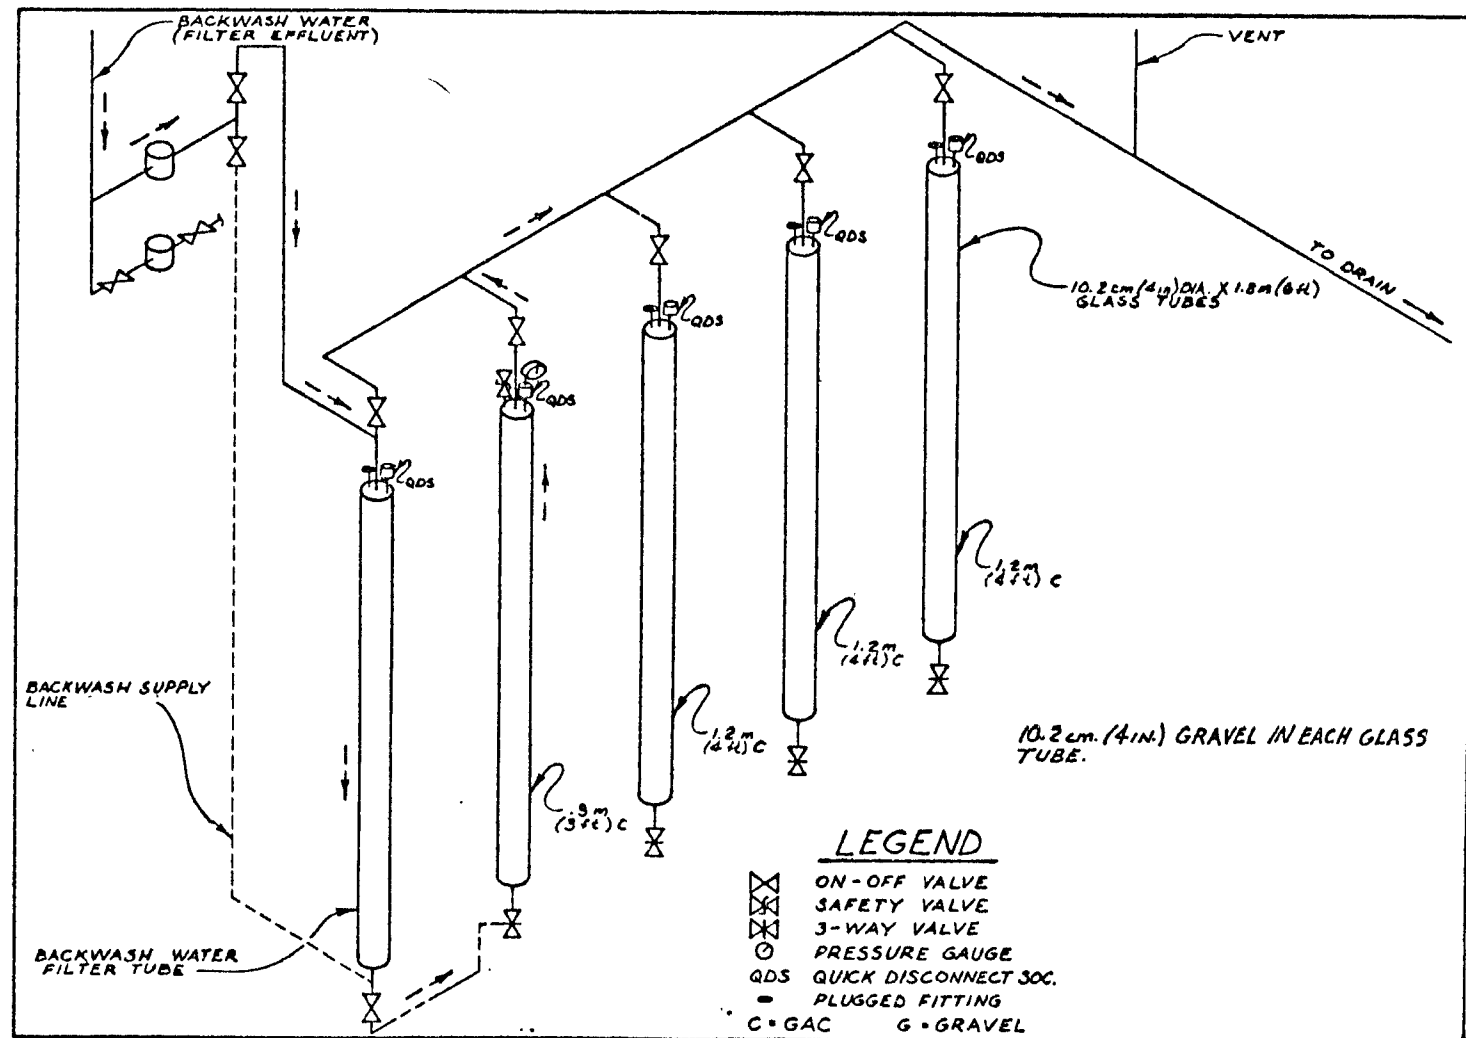 BACKWASH WATER
(FILTER EFFLUENT)
VENT
QDS
QDS
TO DRAIN
10.2cm(4in)DIA. X 1.8m(6ft)
GLASS TUBES
QDS
QDS
QDS
1.2m
(4ft) C
1.2m
(4ft) C
BACKWASH SUPPLY
LINE
1.2m
(4ft) C
10.2cm. (4IN.) GRAVEL IN EACH GLASS
TUBE.
.9m
(3ft) C
LEGEND
ON-OFF VALVE
SAFETY VALVE
3-WAY VALVE
PRESSURE GAUGE
QDS QUICK DISCONNECT SOC.
PLUGGED FITTING
C=GAC G=GRAVEL
BACKWASH WATER
FILTER TUBE